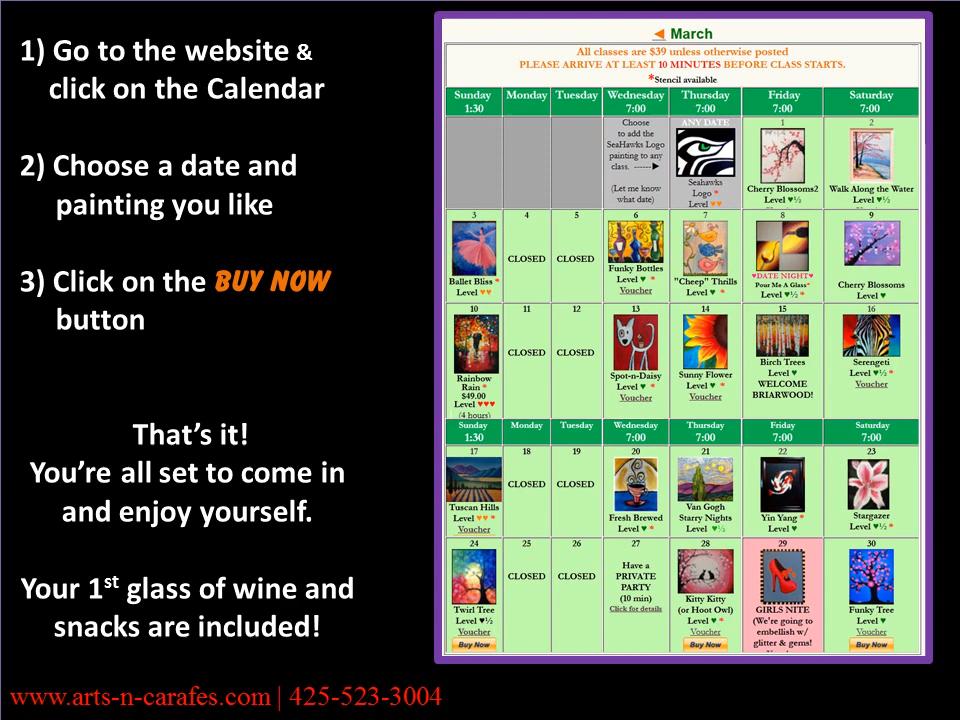 1) Go to the website &
click on the Calendar
2) Choose a date and
painting you like
3) Click on the BUY NOW
button
That's it!
You're all set to come in
and enjoy yourself.
Your 1st glass of wine and
snacks are included!
www.arts-n-carafes.com | 425-523-3004
◄ March
All classes are $39 unless otherwise posted
PLEASE ARRIVE AT LEAST 10 MINUTES BEFORE CLASS STARTS.
*Stencil available
Sunday Monday Tuesday Wednesday Thursday Friday Saturday
1:30 7:00 7:00 7:00 7:00
Choose
to add the
SeaHawks Logo
painting to any
class. ------►
(Let me know
what date)
ANY DATE
Seahawks
Logo *
Level ♥♥
1
Cherry Blossoms2
Level ♥½
2
Walk Along the Water
Level ♥½
3
Ballet Bliss *
Level ♥♥
4
CLOSED
5
CLOSED
6
Funky Bottles
Level ♥ *
Voucher
7
"Cheep" Thrills
Level ♥ *
8
♥DATE NIGHT♥
Pour Me A Glass*
Level ♥½ *
9
Cherry Blossoms
Level ♥
10
Rainbow
Rain *
$49.00
Level ♥♥♥
(4 hours)
11
CLOSED
12
CLOSED
13
Spot-n-Daisy
Level ♥ *
Voucher
14
Sunny Flower
Level ♥ *
Voucher
15
Birch Trees
Level ♥
WELCOME
BRIARWOOD!
16
Serengeti
Level ♥½ *
Voucher
Sunday Monday Tuesday Wednesday Thursday Friday Saturday
1:30 7:00 7:00 7:00 7:00
17
Tuscan Hills
Level ♥♥ *
Voucher
18
CLOSED
19
CLOSED
20
Fresh Brewed
Level ♥ *
21
Van Gogh
Starry Nights
Level ♥½
22
Yin Yang *
Level ♥
23
Stargazer
Level ♥½ *
24
Twirl Tree
Level ♥½
Voucher
Buy Now
25
CLOSED
26
CLOSED
27
Have a
PRIVATE
PARTY
(10 min)
Click for details
28
Kitty Kitty
(or Hoot Owl)
Level ♥ *
Voucher
Buy Now
29
GIRLS NITE
(We're going to
embellish w/
glitter & gems!
30
Funky Tree
Level ♥
Voucher
Buy Now